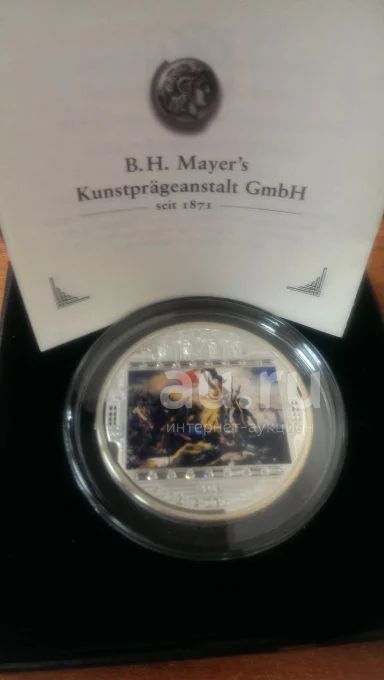 B.H. Mayer's
Kunstprägeanstalt GmbH
seit 1871
au.ru
интернет-аукцион